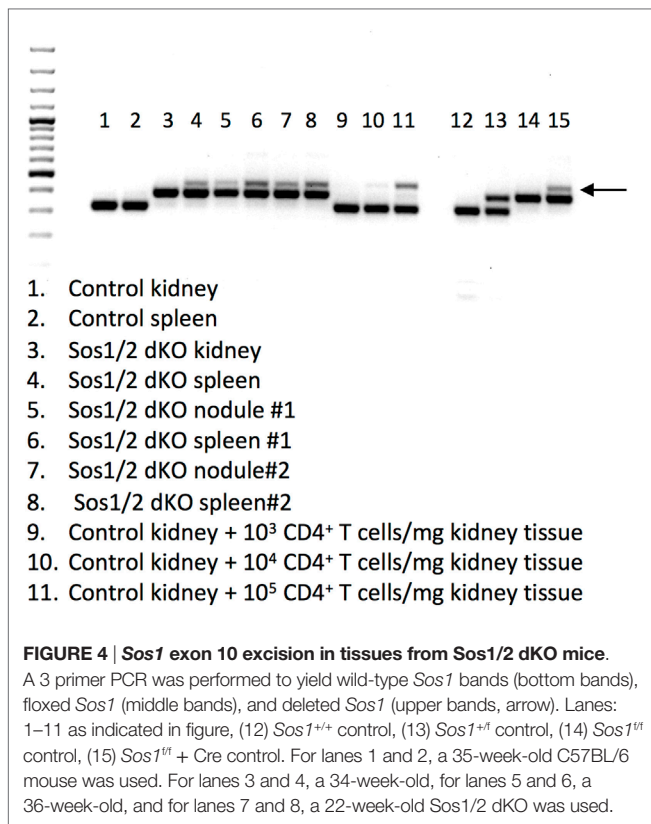 1 2 3 4 5 6 7 8 9 10 11 12 13 14 15
1. Control kidney
2. Control spleen
3. Sos1/2 dKO kidney
4. Sos1/2 dKO spleen
5. Sos1/2 dKO nodule #1
6. Sos1/2 dKO spleen #1
7. Sos1/2 dKO nodule#2
8. Sos1/2 dKO spleen#2
9. Control kidney + 10³ CD4⁺ T cells/mg kidney tissue
10. Control kidney + 10⁴ CD4⁺ T cells/mg kidney tissue
11. Control kidney + 10⁵ CD4⁺ T cells/mg kidney tissue
FIGURE 4 | Sos1 exon 10 excision in tissues from Sos1/2 dKO mice.
A 3 primer PCR was performed to yield wild-type Sos1 bands (bottom bands),
floxed Sos1 (middle bands), and deleted Sos1 (upper bands, arrow). Lanes:
1–11 as indicated in figure, (12) Sos1⁺/⁺ control, (13) Sos1⁺/ᶠ control, (14) Sos1ᶠ/ᶠ
control, (15) Sos1ᶠ/ᶠ + Cre control. For lanes 1 and 2, a 35-week-old C57BL/6
mouse was used. For lanes 3 and 4, a 34-week-old, for lanes 5 and 6, a
36-week-old, and for lanes 7 and 8, a 22-week-old Sos1/2 dKO was used.